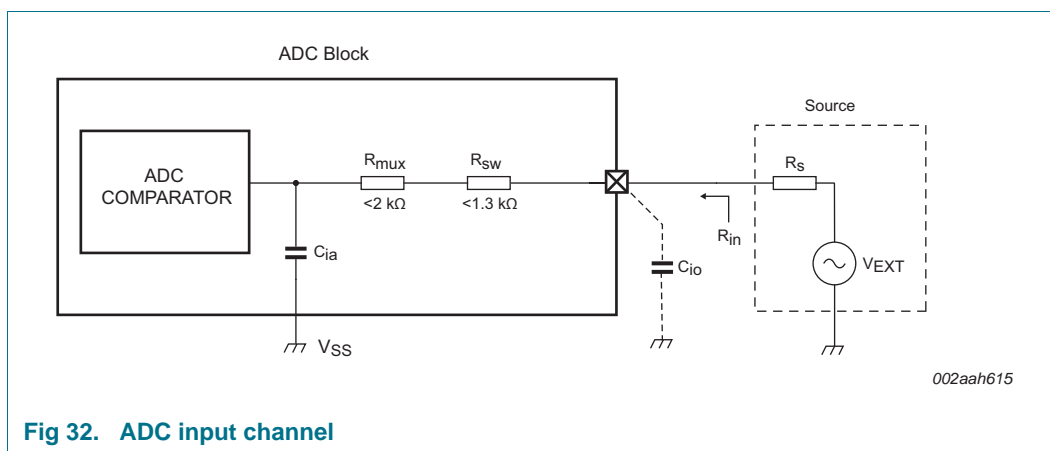 ADC Block
Source
ADC
COMPARATOR
Rmux
<2 kΩ
Rsw
<1.3 kΩ
Rs
Rin
Cia
Cio
VEXT
VSS
002aah615
Fig 32. ADC input channel